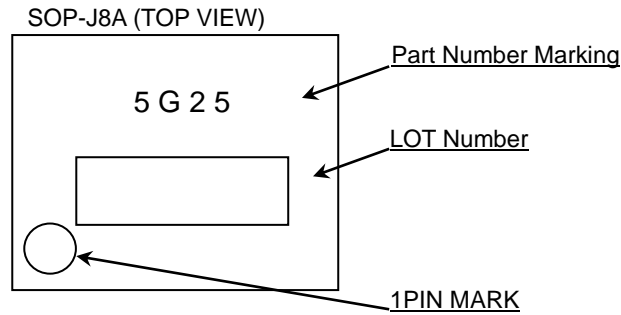 SOP-J8A (TOP VIEW)
Part Number Marking
5 G 2 5
LOT Number
1PIN MARK